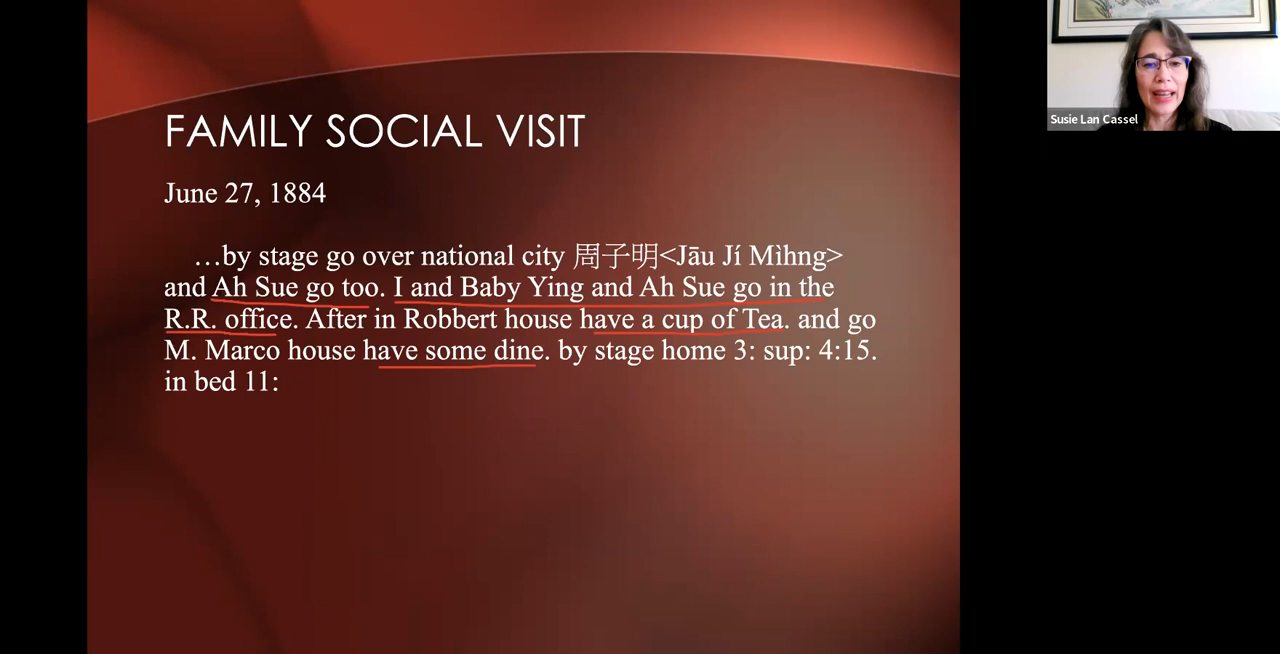 FAMILY SOCIAL VISIT
June 27, 1884
…by stage go over national city 周子明<Jāu Jí Mìhng>
and Ah Sue go too. I and Baby Ying and Ah Sue go in the
R.R. office. After in Robbert house have a cup of Tea. and go
M. Marco house have some dine. by stage home 3: sup: 4:15.
in bed 11:
Susie Lan Cassel